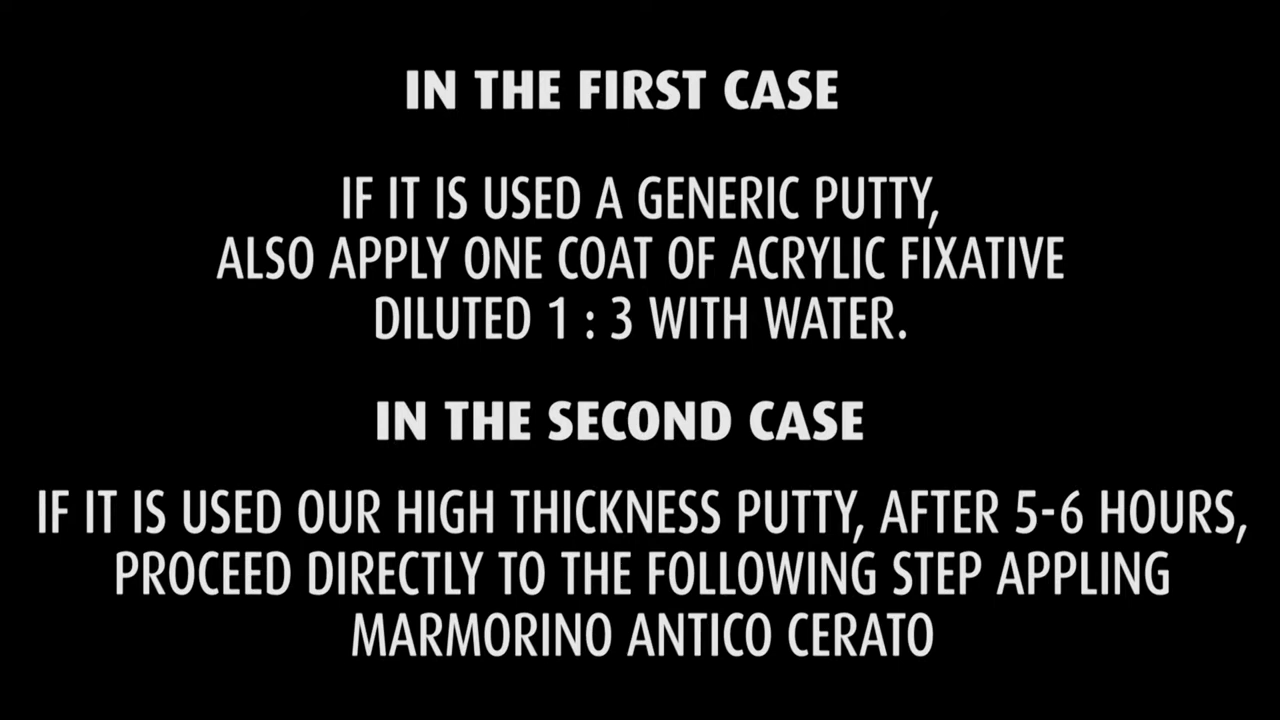 IN THE FIRST CASE
IF IT IS USED A GENERIC PUTTY,
ALSO APPLY ONE COAT OF ACRYLIC FIXATIVE
DILUTED 1 : 3 WITH WATER.
IN THE SECOND CASE
IF IT IS USED OUR HIGH THICKNESS PUTTY, AFTER 5-6 HOURS,
PROCEED DIRECTLY TO THE FOLLOWING STEP APPLING
MARMORINO ANTICO CERATO